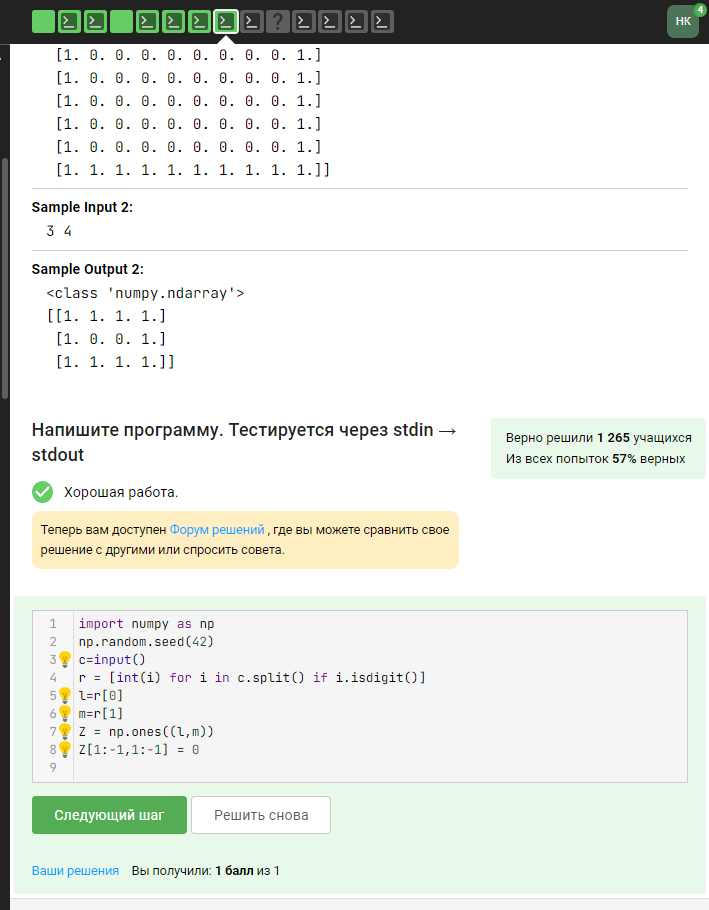 НК
4
[1. 0. 0. 0. 0. 0. 0. 0. 0. 1.]
[1. 0. 0. 0. 0. 0. 0. 0. 0. 1.]
[1. 0. 0. 0. 0. 0. 0. 0. 0. 1.]
[1. 0. 0. 0. 0. 0. 0. 0. 0. 1.]
[1. 0. 0. 0. 0. 0. 0. 0. 0. 1.]
[1. 1. 1. 1. 1. 1. 1. 1. 1. 1.]]
Sample Input 2:
3 4
Sample Output 2:
<class 'numpy.ndarray'>
[[1. 1. 1. 1.]
[1. 0. 0. 1.]
[1. 1. 1. 1.]]
Напишите программу. Тестируется через stdin →
stdout
Верно решили 1 265 учащихся
Из всех попыток 57% верных
Хорошая работа.
Теперь вам доступен Форум решений , где вы можете сравнить свое
решение с другими или спросить совета.
1 import numpy as np
2 np.random.seed(42)
3 c=input()
4 r = [int(i) for i in c.split() if i.isdigit()]
5 l=r[0]
6 m=r[1]
7 Z = np.ones((l,m))
8 Z[1:-1,1:-1] = 0
9
Следующий шаг
Решить снова
Ваши решения Вы получили: 1 балл из 1